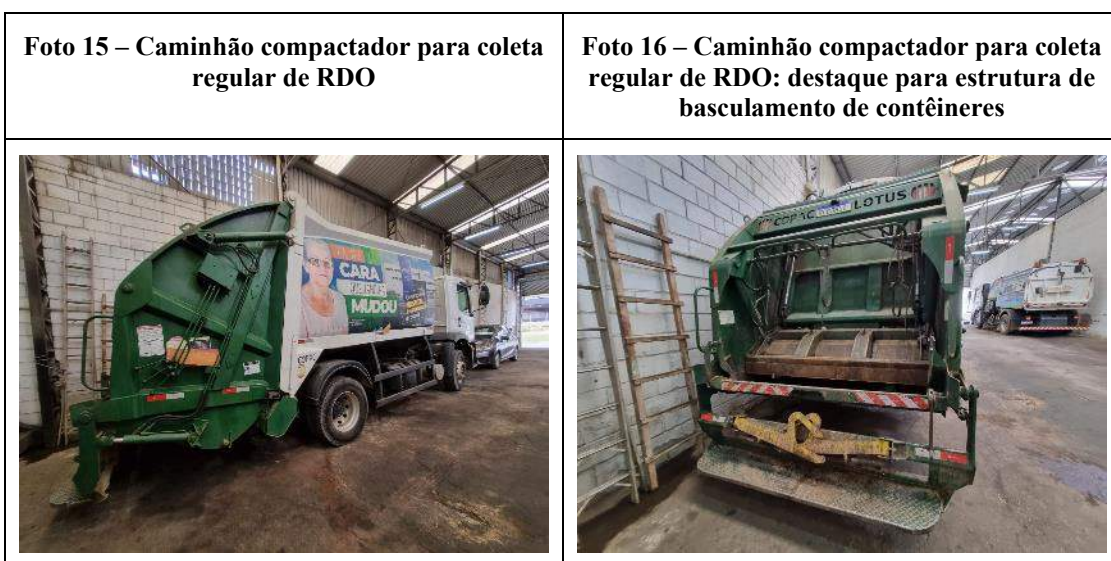 Foto 15 – Caminhão compactador para coleta
regular de RDO
Foto 16 – Caminhão compactador para coleta
regular de RDO: destaque para estrutura de
basculamento de contêineres
CARA
MUDOU
COPAC
LOTUS